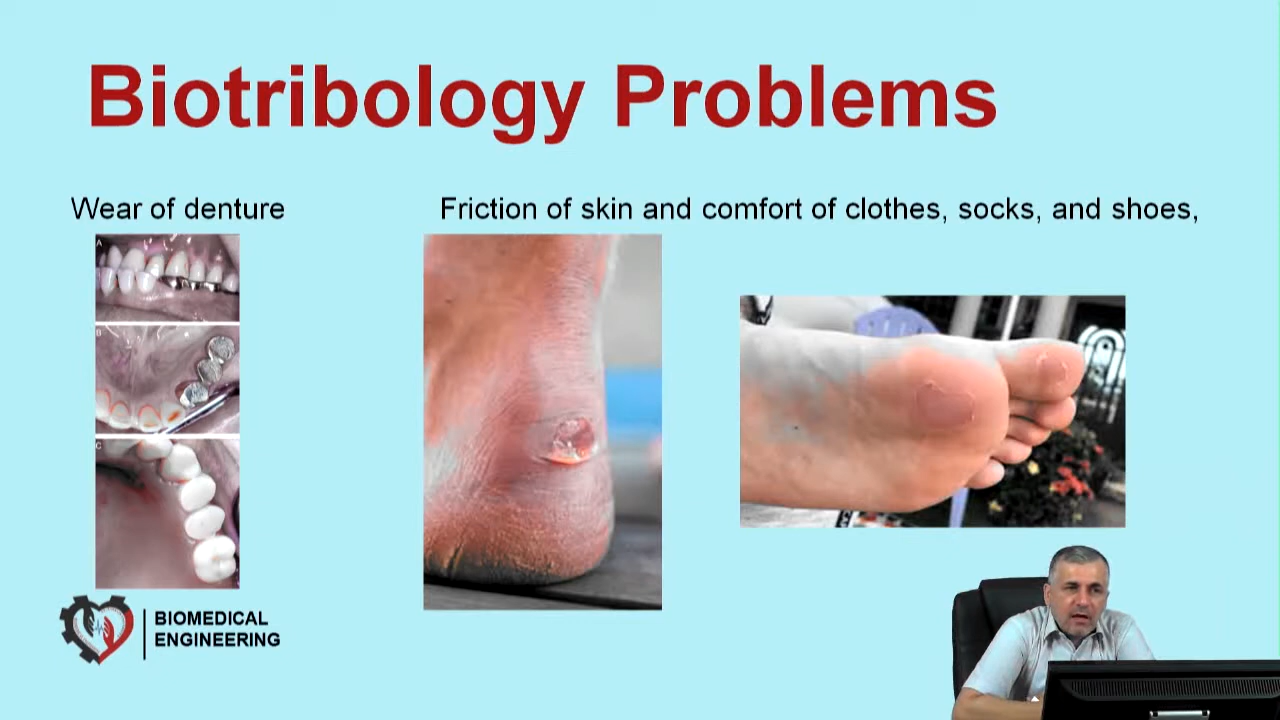 Biotribology Problems
Wear of denture
Friction of skin and comfort of clothes, socks, and shoes,
A
B
C
BIOMEDICAL
ENGINEERING